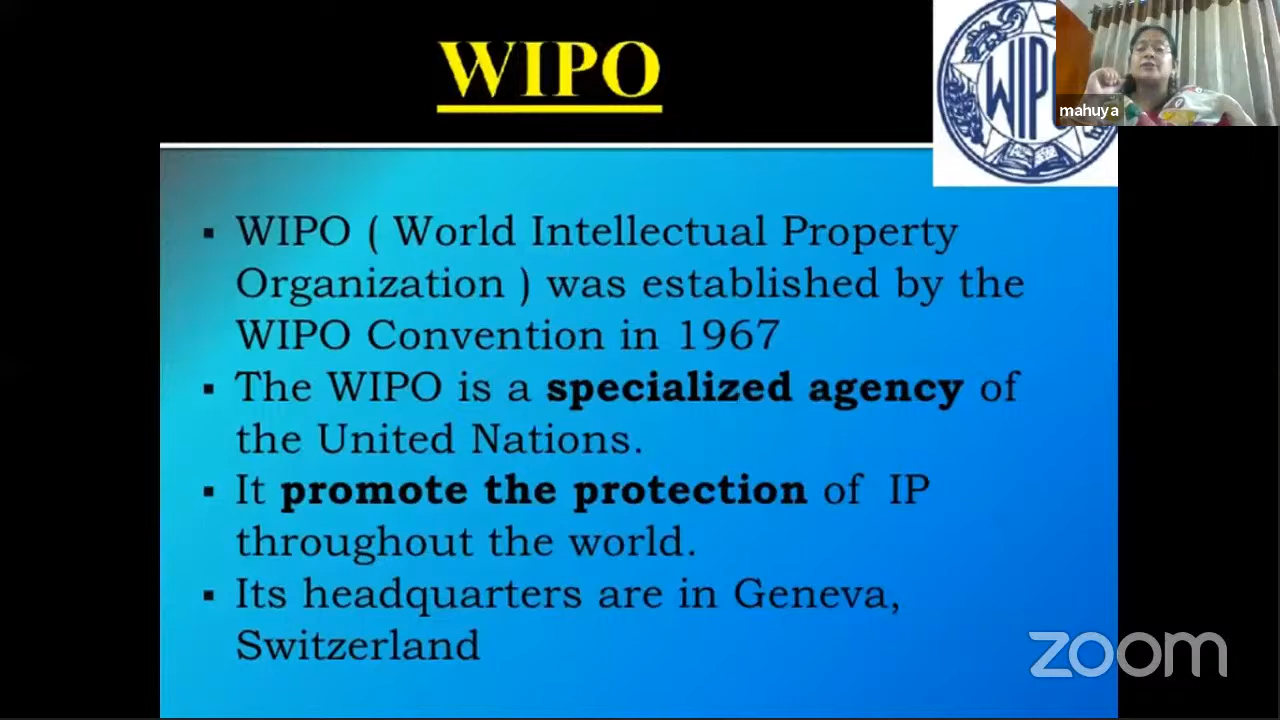 WIPO
WIPO
mahuya
▪ WIPO ( World Intellectual Property
Organization ) was established by the
WIPO Convention in 1967
▪ The WIPO is a specialized agency of
the United Nations.
▪ It promote the protection of IP
throughout the world.
▪ Its headquarters are in Geneva,
Switzerland
zoom